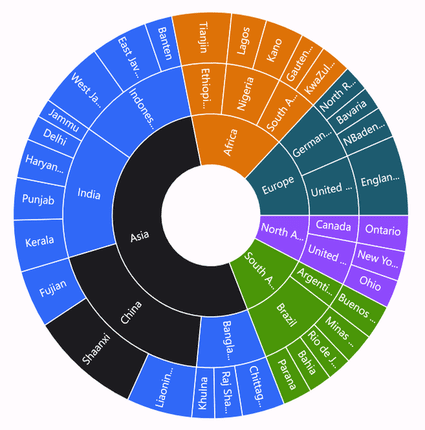 Asia
Africa
Europe
North A...
South A...
Indones...
India
China
Bangla...
Ethiopi...
Nigeria
South A...
German...
United ...
Canada
United ...
Argenti...
Brazil
Tianjin
Lagos
Kano
Gauten...
KwaZul...
North R...
Bavaria
NBaden...
Englan...
Ontario
New Yo...
Ohio
Buenos ...
Minas ...
Rio de J...
Bahia
Parana
Chittag...
Raj Sha...
Khulna
Liaonin...
Shaanxi
Fujian
Kerala
Punjab
Haryan...
Delhi
Jammu
West Ja...
East Jav...
Banten